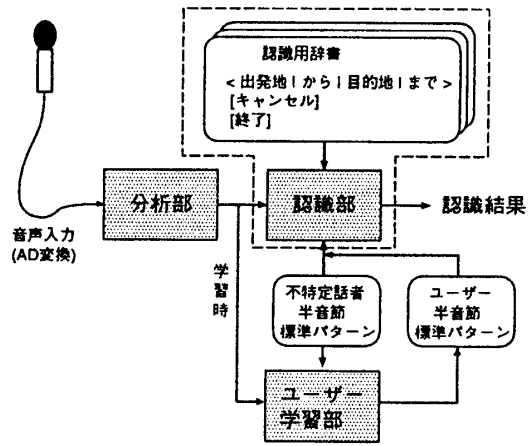 認識用辞書
< 出発地 | から | 目的地 | まで >
[キャンセル]
[終了]
分析部
認識部
認識結果
音声入力
(AD変換)
学習時
不特定話者
半音節
標準パターン
ユーザー
半音節
標準パターン
ユーザー
学習部